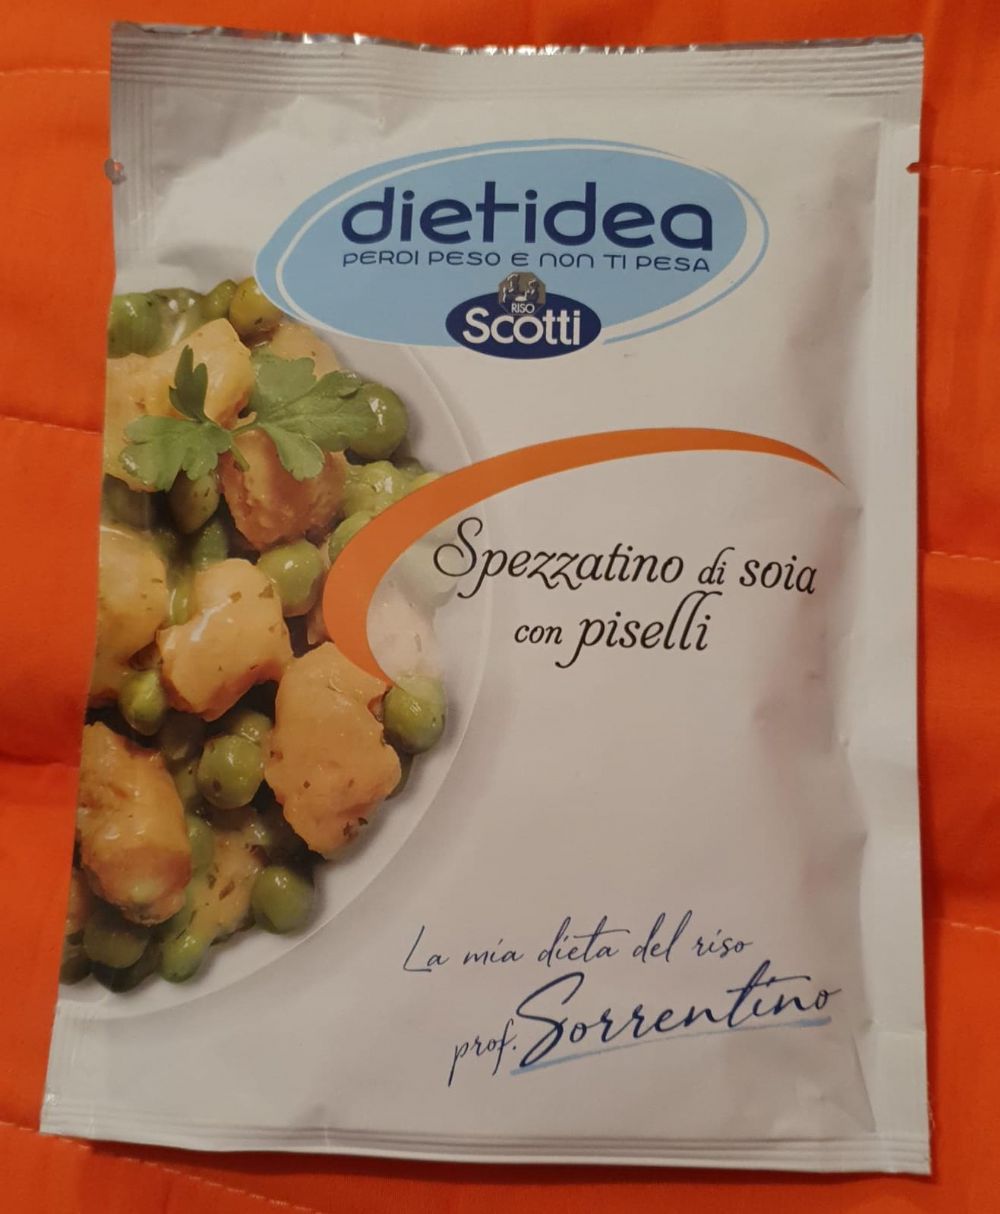 dietidea
PERDI PESO E NON TI PESA
RISO
Scotti
Spezzatino di soia
con piselli
La mia dieta del riso
prof. Sorrentino